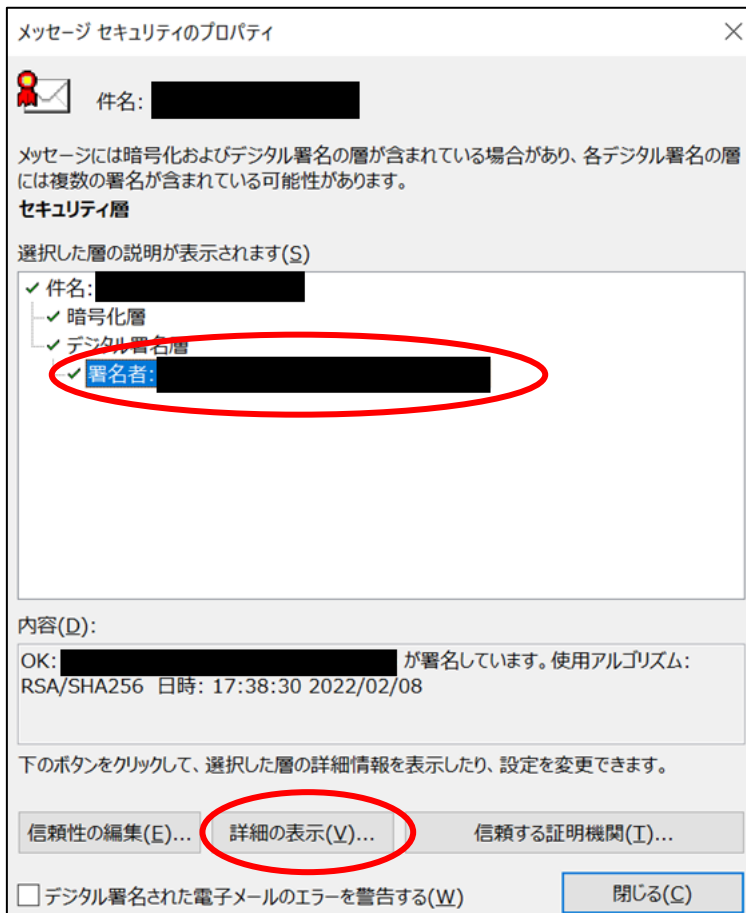 メッセージ セキュリティのプロパティ
件名:
メッセージには暗号化およびデジタル署名の層が含まれている場合があり、各デジタル署名の層
には複数の署名が含まれている可能性があります。
セキュリティ層
選択した層の説明が表示されます(S)
件名:
暗号化層
デジタル署名層
署名者:
内容(D):
OK: が署名しています。使用アルゴリズム:
RSA/SHA256 日時: 17:38:30 2022/02/08
下のボタンをクリックして、選択した層の詳細情報を表示したり、設定を変更できます。
信頼性の編集(E)... 詳細の表示(V)... 信頼する証明機関(T)...
デジタル署名された電子メールのエラーを警告する(W) 閉じる(C)